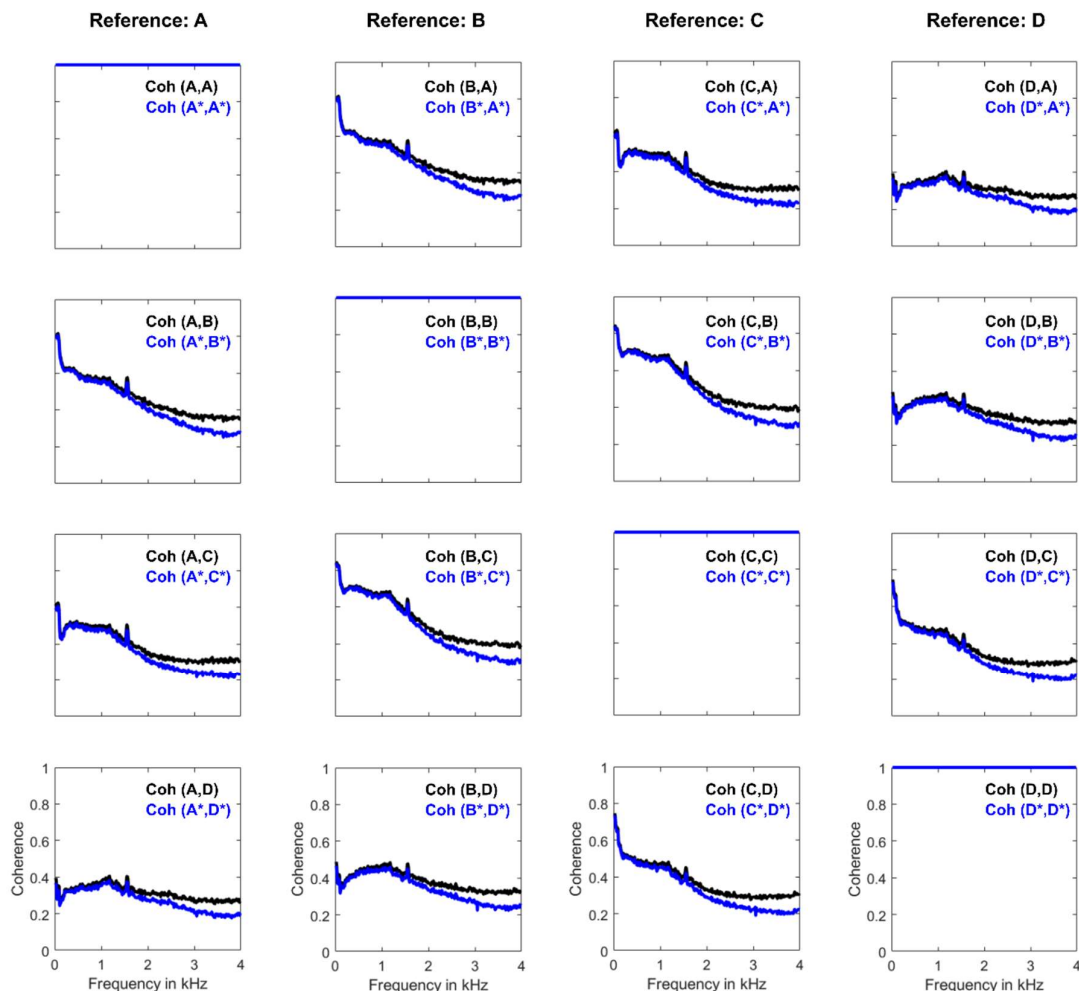 Reference: A
Reference: B
Reference: C
Reference: D
Coh (A,A)
Coh (A*,A*)
Coh (B,A)
Coh (B*,A*)
Coh (C,A)
Coh (C*,A*)
Coh (D,A)
Coh (D*,A*)
Coh (A,B)
Coh (A*,B*)
Coh (B,B)
Coh (B*,B*)
Coh (C,B)
Coh (C*,B*)
Coh (D,B)
Coh (D*,B*)
Coh (A,C)
Coh (A*,C*)
Coh (B,C)
Coh (B*,C*)
Coh (C,C)
Coh (C*,C*)
Coh (D,C)
Coh (D*,C*)
Coh (A,D)
Coh (A*,D*)
1
0.8
0.6
0.4
0.2
0
Coherence
0 1 2 3 4
Frequency in kHz
Coh (B,D)
Coh (B*,D*)
1
0.8
0.6
0.4
0.2
0
Coherence
0 1 2 3 4
Frequency in kHz
Coh (C,D)
Coh (C*,D*)
1
0.8
0.6
0.4
0.2
0
Coherence
0 1 2 3 4
Frequency in kHz
Coh (D,D)
Coh (D*,D*)
1
0.8
0.6
0.4
0.2
0
Coherence
0 1 2 3 4
Frequency in kHz